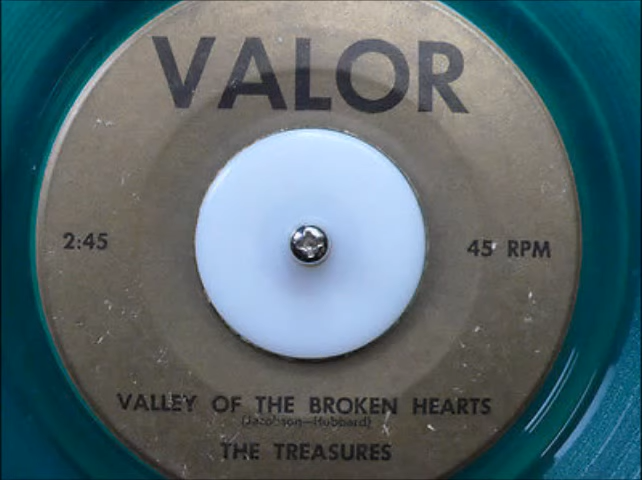 VALOR
2:45
45 RPM
VALLEY OF THE BROKEN HEARTS
(Jacobson—Hubbard)
THE TREASURES